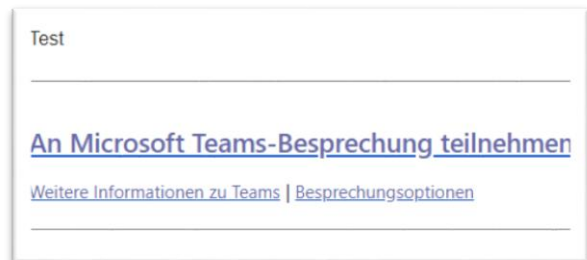 Test
An Microsoft Teams-Besprechung teilnehmen
Weitere Informationen zu Teams | Besprechungsoptionen